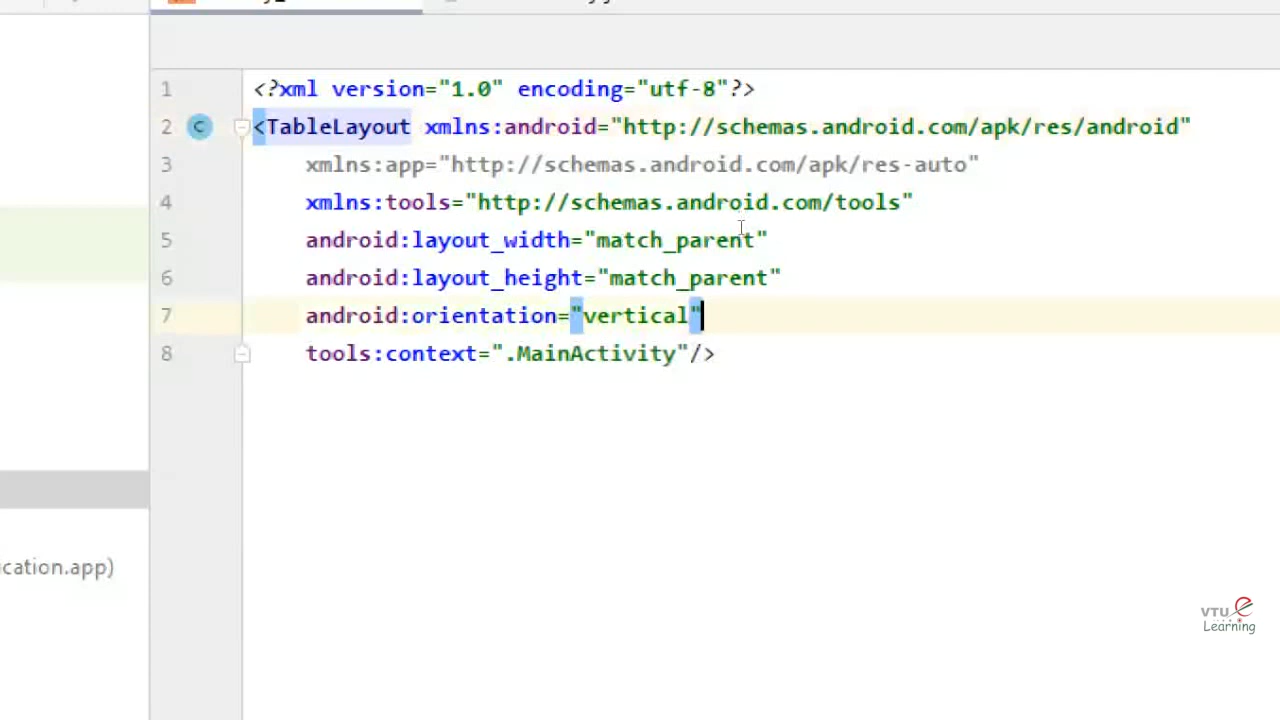 1 <?xml version="1.0" encoding="utf-8"?>
2 C <TableLayout xmlns:android="http://schemas.android.com/apk/res/android"
3 xmlns:app="http://schemas.android.com/apk/res-auto"
4 xmlns:tools="http://schemas.android.com/tools"
5 android:layout_width="match_parent"
6 android:layout_height="match_parent"
7 android:orientation="vertical"
8 tools:context=".MainActivity"/>
ication.app)
VTU e
Learning